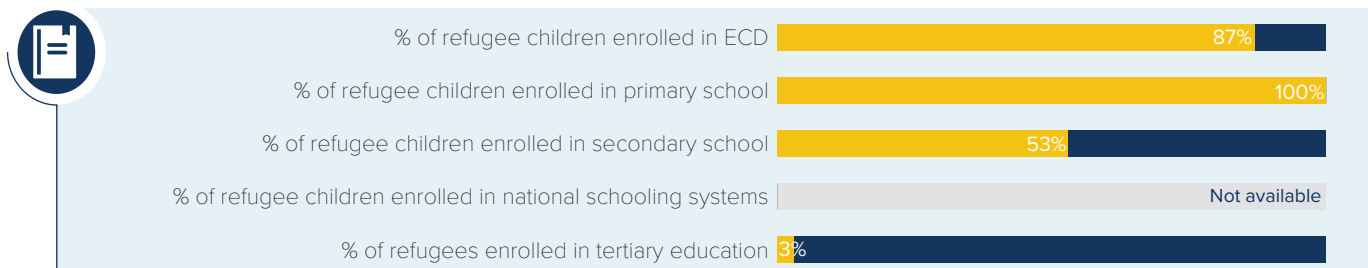 % of refugee children enrolled in ECD 87%
% of refugee children enrolled in primary school 100%
% of refugee children enrolled in secondary school 53%
% of refugee children enrolled in national schooling systems Not available
% of refugees enrolled in tertiary education 3%